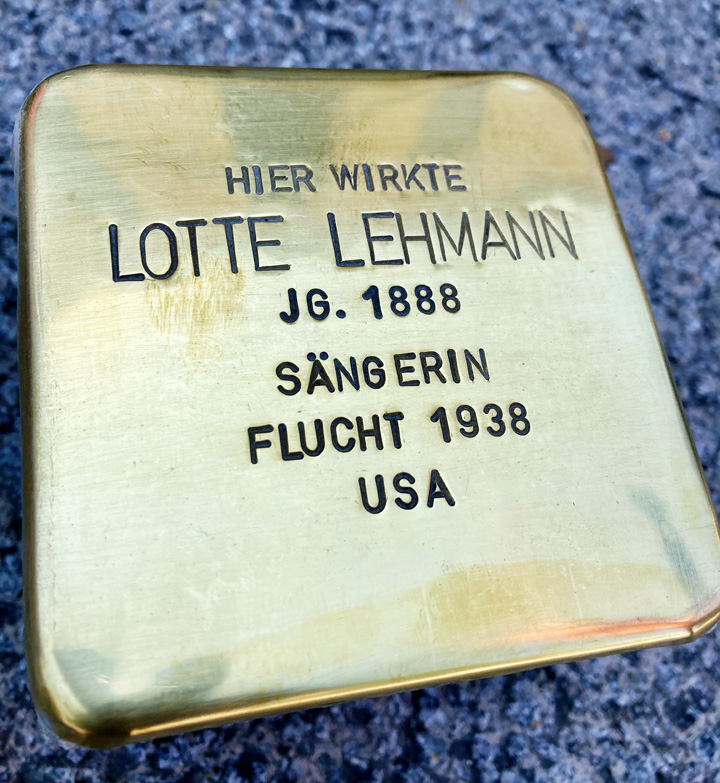 HIER WIRKTE
LOTTE LEHMANN
JG. 1888
SÄNGERIN
FLUCHT 1938
USA